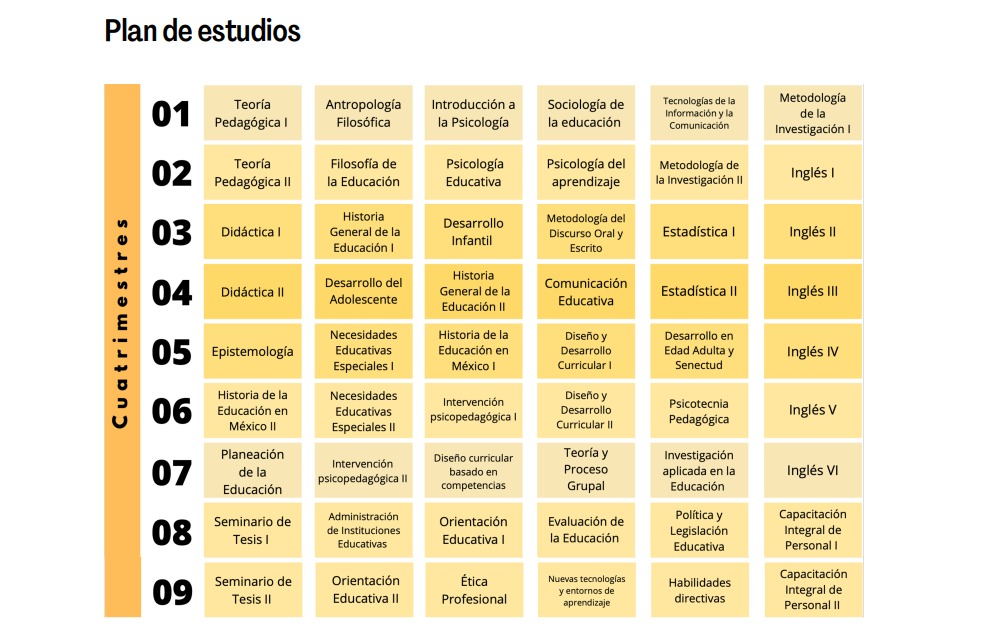 Plan de estudios
Cuatrimestres
01
Teoría
Pedagógica I
Antropología
Filosófica
Introducción a
la Psicología
Sociología de
la educación
Tecnologías de la
Información y la
Comunicación
Metodología
de la
Investigación I
02
Teoría
Pedagógica II
Filosofía de
la Educación
Psicología
Educativa
Psicología del
aprendizaje
Metodología de
la Investigación II
Inglés I
03
Didáctica I
Historia
General de la
Educación I
Desarrollo
Infantil
Metodología del
Discurso Oral y
Escrito
Estadística I
Inglés II
04
Didáctica II
Desarrollo del
Adolescente
Historia
General de la
Educación II
Comunicación
Educativa
Estadística II
Inglés III
05
Epistemología
Necesidades
Educativas
Especiales I
Historia de la
Educación en
México I
Diseño y
Desarrollo
Curricular I
Desarrollo en
Edad Adulta y
Senectud
Inglés IV
06
Historia de la
Educación en
México II
Necesidades
Educativas
Especiales II
Intervención
psicopedagógica I
Diseño y
Desarrollo
Curricular II
Psicotecnia
Pedagógica
Inglés V
07
Planeación
de la
Educación
Intervención
psicopedagógica II
Diseño curricular
basado en
competencias
Teoría y
Proceso
Grupal
Investigación
aplicada en la
Educación
Inglés VI
08
Seminario de
Tesis I
Administración
de Instituciones
Educativas
Orientación
Educativa I
Evaluación de
la Educación
Política y
Legislación
Educativa
Capacitación
Integral de
Personal I
09
Seminario de
Tesis II
Orientación
Educativa II
Ética
Profesional
Nuevas tecnologías
y entornos de
aprendizaje
Habilidades
directivas
Capacitación
Integral de
Personal II